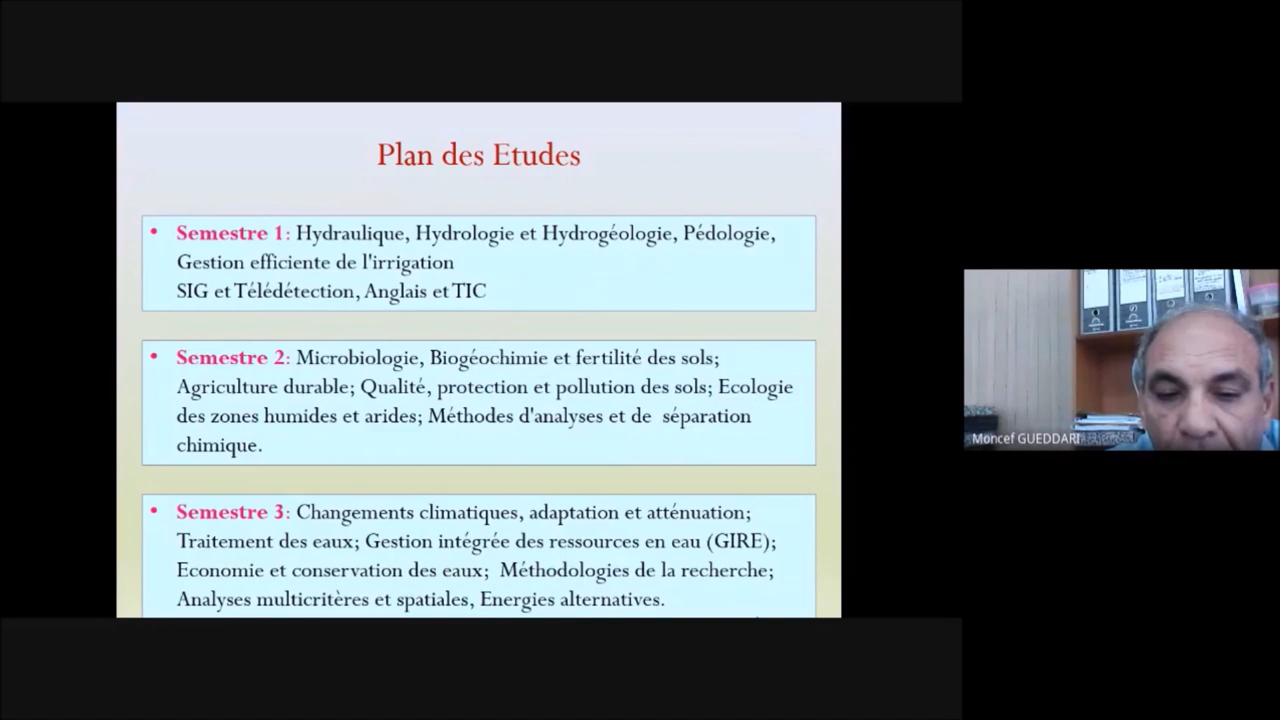 Plan des Etudes
• Semestre 1: Hydraulique, Hydrologie et Hydrogéologie, Pédologie,
Gestion efficiente de l'irrigation
SIG et Télédétection, Anglais et TIC
• Semestre 2: Microbiologie, Biogéochimie et fertilité des sols;
Agriculture durable; Qualité, protection et pollution des sols; Ecologie
des zones humides et arides; Méthodes d'analyses et de séparation
chimique.
• Semestre 3: Changements climatiques, adaptation et atténuation;
Traitement des eaux; Gestion intégrée des ressources en eau (GIRE);
Economie et conservation des eaux; Méthodologies de la recherche;
Analyses multicritères et spatiales, Energies alternatives.
Moncef GUEDDARI